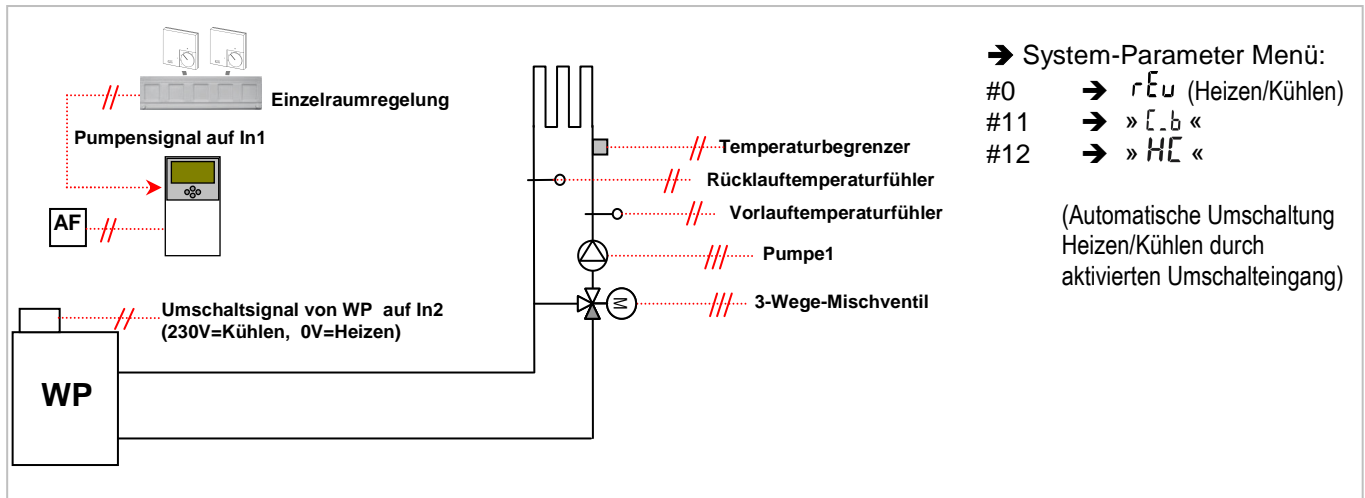 Einzelraumregelung
Pumpensignal auf In1
AF
Umschaltsignal von WP auf In2
(230V=Kühlen, 0V=Heizen)
WP
Temperaturbegrenzer
Rücklauftemperaturfühler
Vorlauftemperaturfühler
Pumpe1
3-Wege-Mischventil
M
➔ System-Parameter Menü:
#0 ➔ rEv (Heizen/Kühlen)
#11 ➔ » C.b «
#12 ➔ » HC «
(Automatische Umschaltung
Heizen/Kühlen durch
aktivierten Umschalteingang)